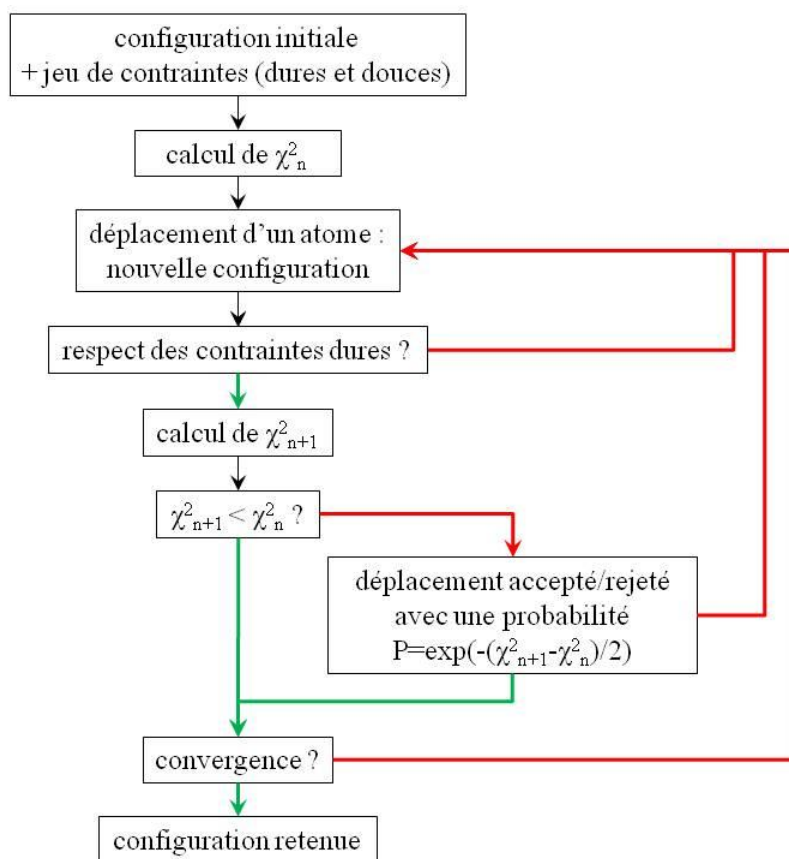 configuration initiale
+ jeu de contraintes (dures et douces)
calcul de χ²ₙ
déplacement d'un atome :
nouvelle configuration
respect des contraintes dures ?
calcul de χ²ₙ₊₁
χ²ₙ₊₁ < χ²ₙ ?
déplacement accepté/rejeté
avec une probabilité
P=exp(-(χ²ₙ₊₁-χ²ₙ)/2)
convergence ?
configuration retenue